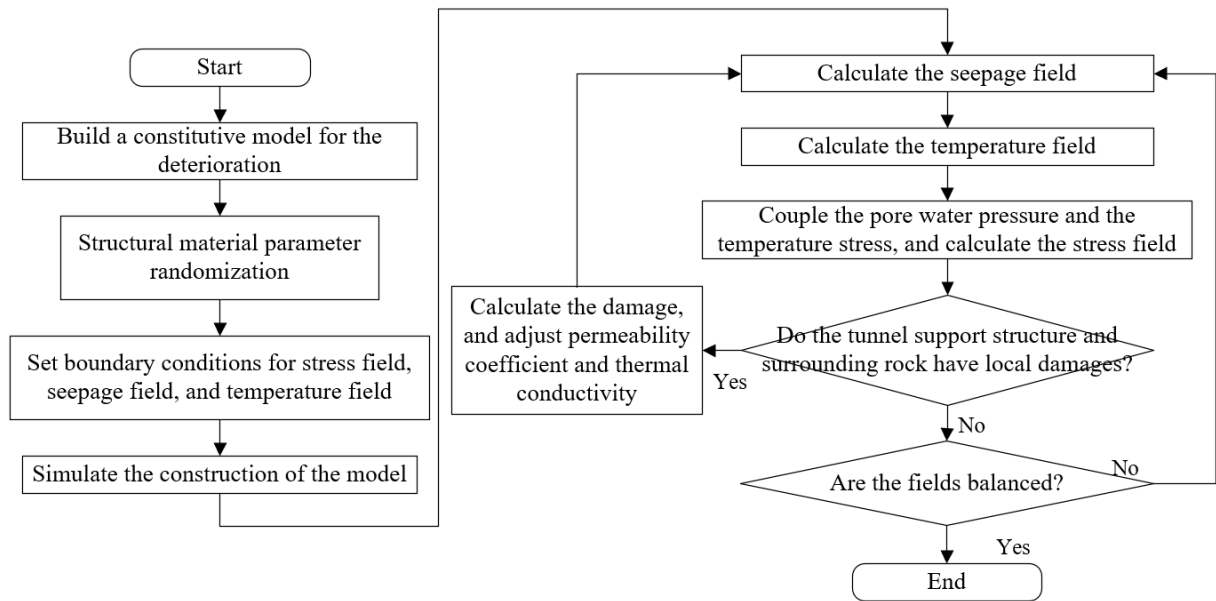 Start
Build a constitutive model for the
deterioration
Structural material parameter
randomization
Set boundary conditions for stress field,
seepage field, and temperature field
Simulate the construction of the model
Calculate the seepage field
Calculate the temperature field
Couple the pore water pressure and the
temperature stress, and calculate the stress field
Do the tunnel support structure and
surrounding rock have local damages?
Yes
Calculate the damage,
and adjust permeability
coefficient and thermal
conductivity
No
Are the fields balanced?
No
Yes
End